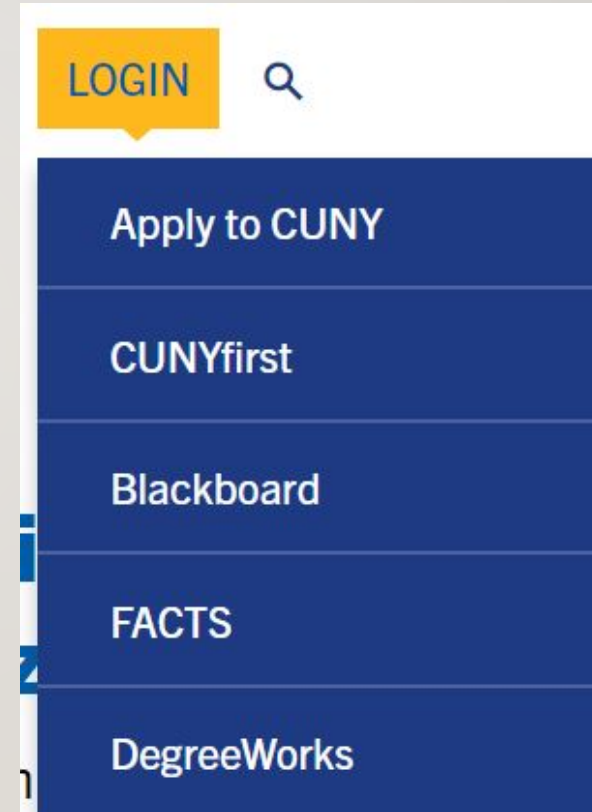 LOGIN
Apply to CUNY
CUNYfirst
Blackboard
FACTS
DegreeWorks